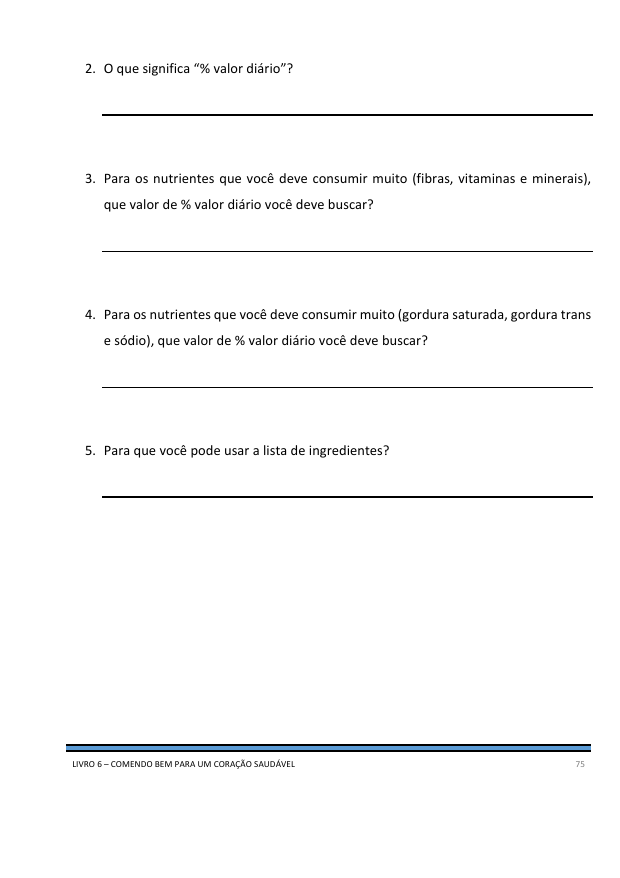 2. O que significa “% valor diário”?
3. Para os nutrientes que você deve consumir muito (fibras, vitaminas e minerais),
que valor de % valor diário você deve buscar?
4. Para os nutrientes que você deve consumir muito (gordura saturada, gordura trans
e sódio), que valor de % valor diário você deve buscar?
5. Para que você pode usar a lista de ingredientes?
LIVRO 6 – COMENDO BEM PARA UM CORAÇÃO SAUDÁVEL 75